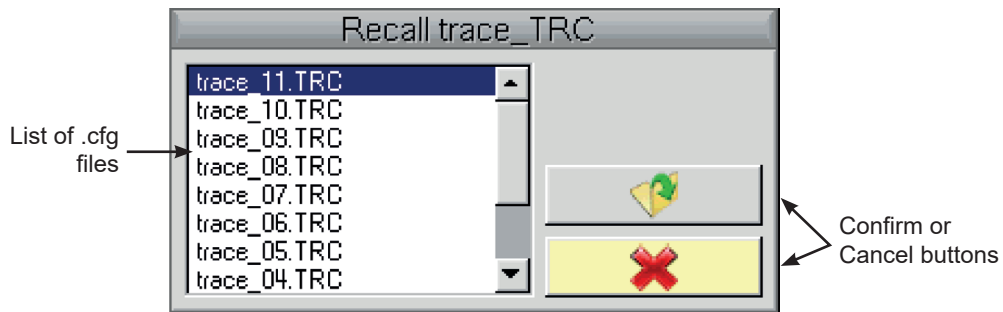 Recall trace_TRC
trace_11.TRC
trace_10.TRC
trace_09.TRC
trace_08.TRC
trace_07.TRC
trace_06.TRC
trace_05.TRC
trace_04.TRC
List of .cfg
files
Confirm or
Cancel buttons